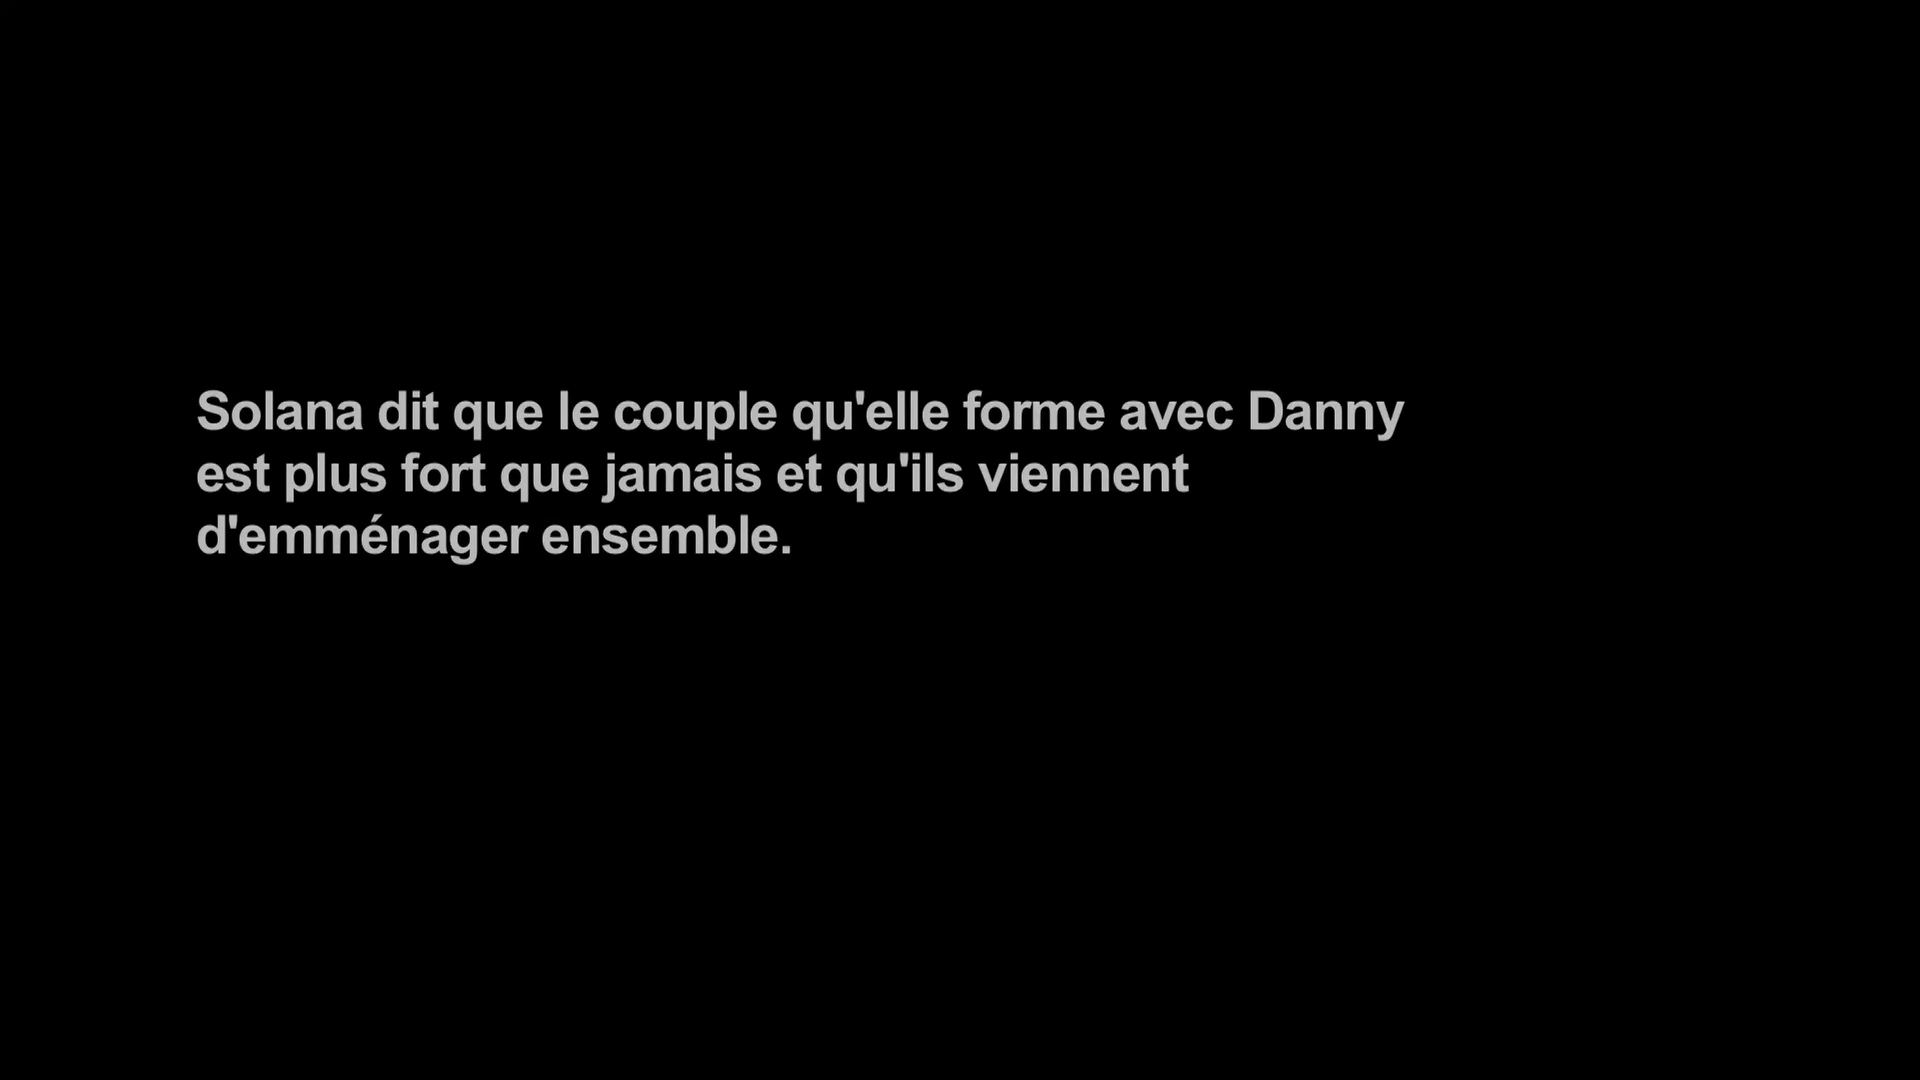 Solana dit que le couple qu'elle forme avec Danny
est plus fort que jamais et qu'ils viennent
d'emménager ensemble.